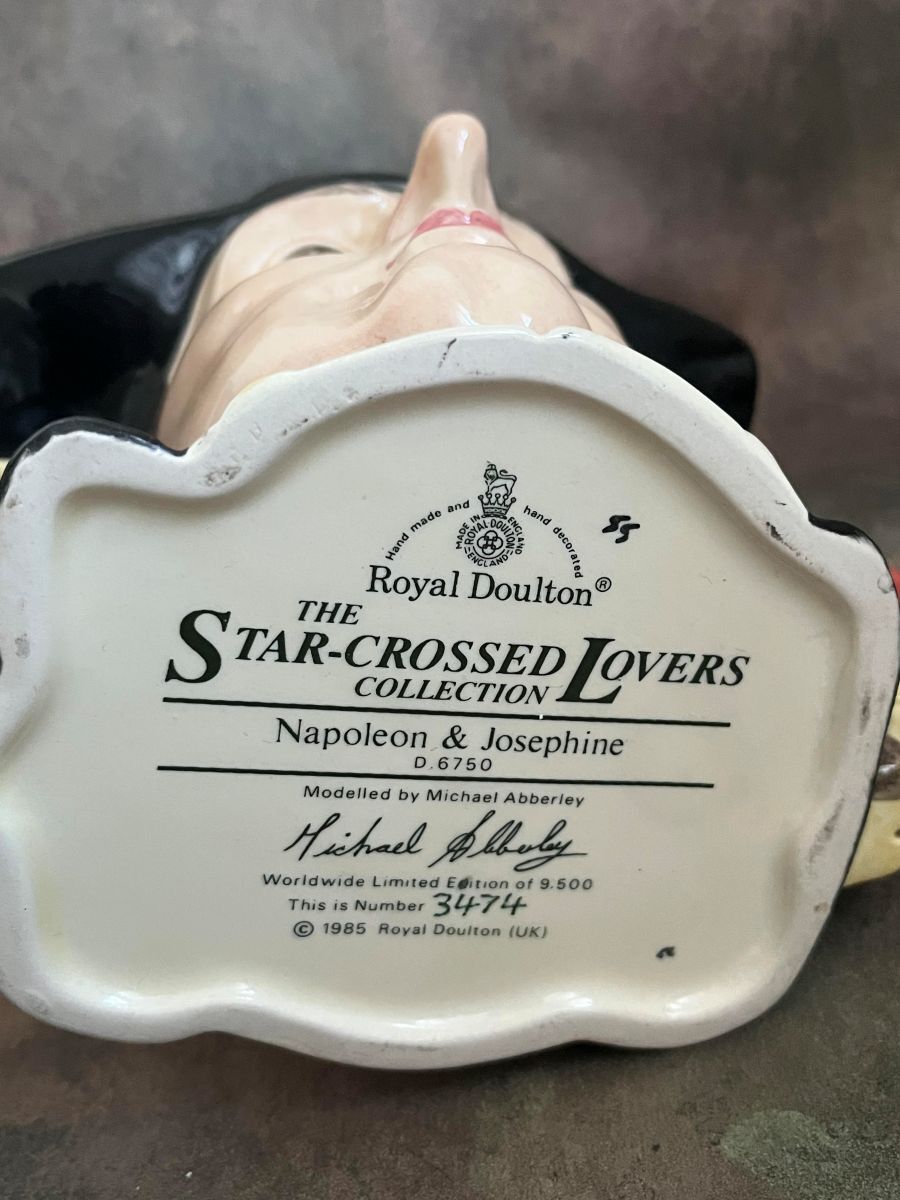 Hand made and hand decorated
MADE IN ENGLAND
ROYAL·DOULTON
ENGLAND
Royal Doulton®
THE
STAR-CROSSED LOVERS
COLLECTION
Napoleon & Josephine
D.6750
Modelled by Michael Abberley
Michael Abberley
Worldwide Limited Edition of 9.500
This is Number 3474
© 1985 Royal Doulton (UK)